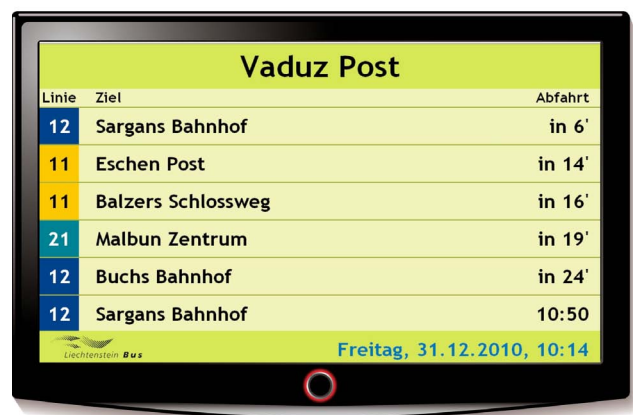 Vaduz Post
Linie Ziel Abfahrt
12 Sargans Bahnhof in 6'
11 Eschen Post in 14'
11 Balzers Schlossweg in 16'
21 Malbun Zentrum in 19'
12 Buchs Bahnhof in 24'
12 Sargans Bahnhof 10:50
Liechtenstein Bus Freitag, 31.12.2010, 10:14